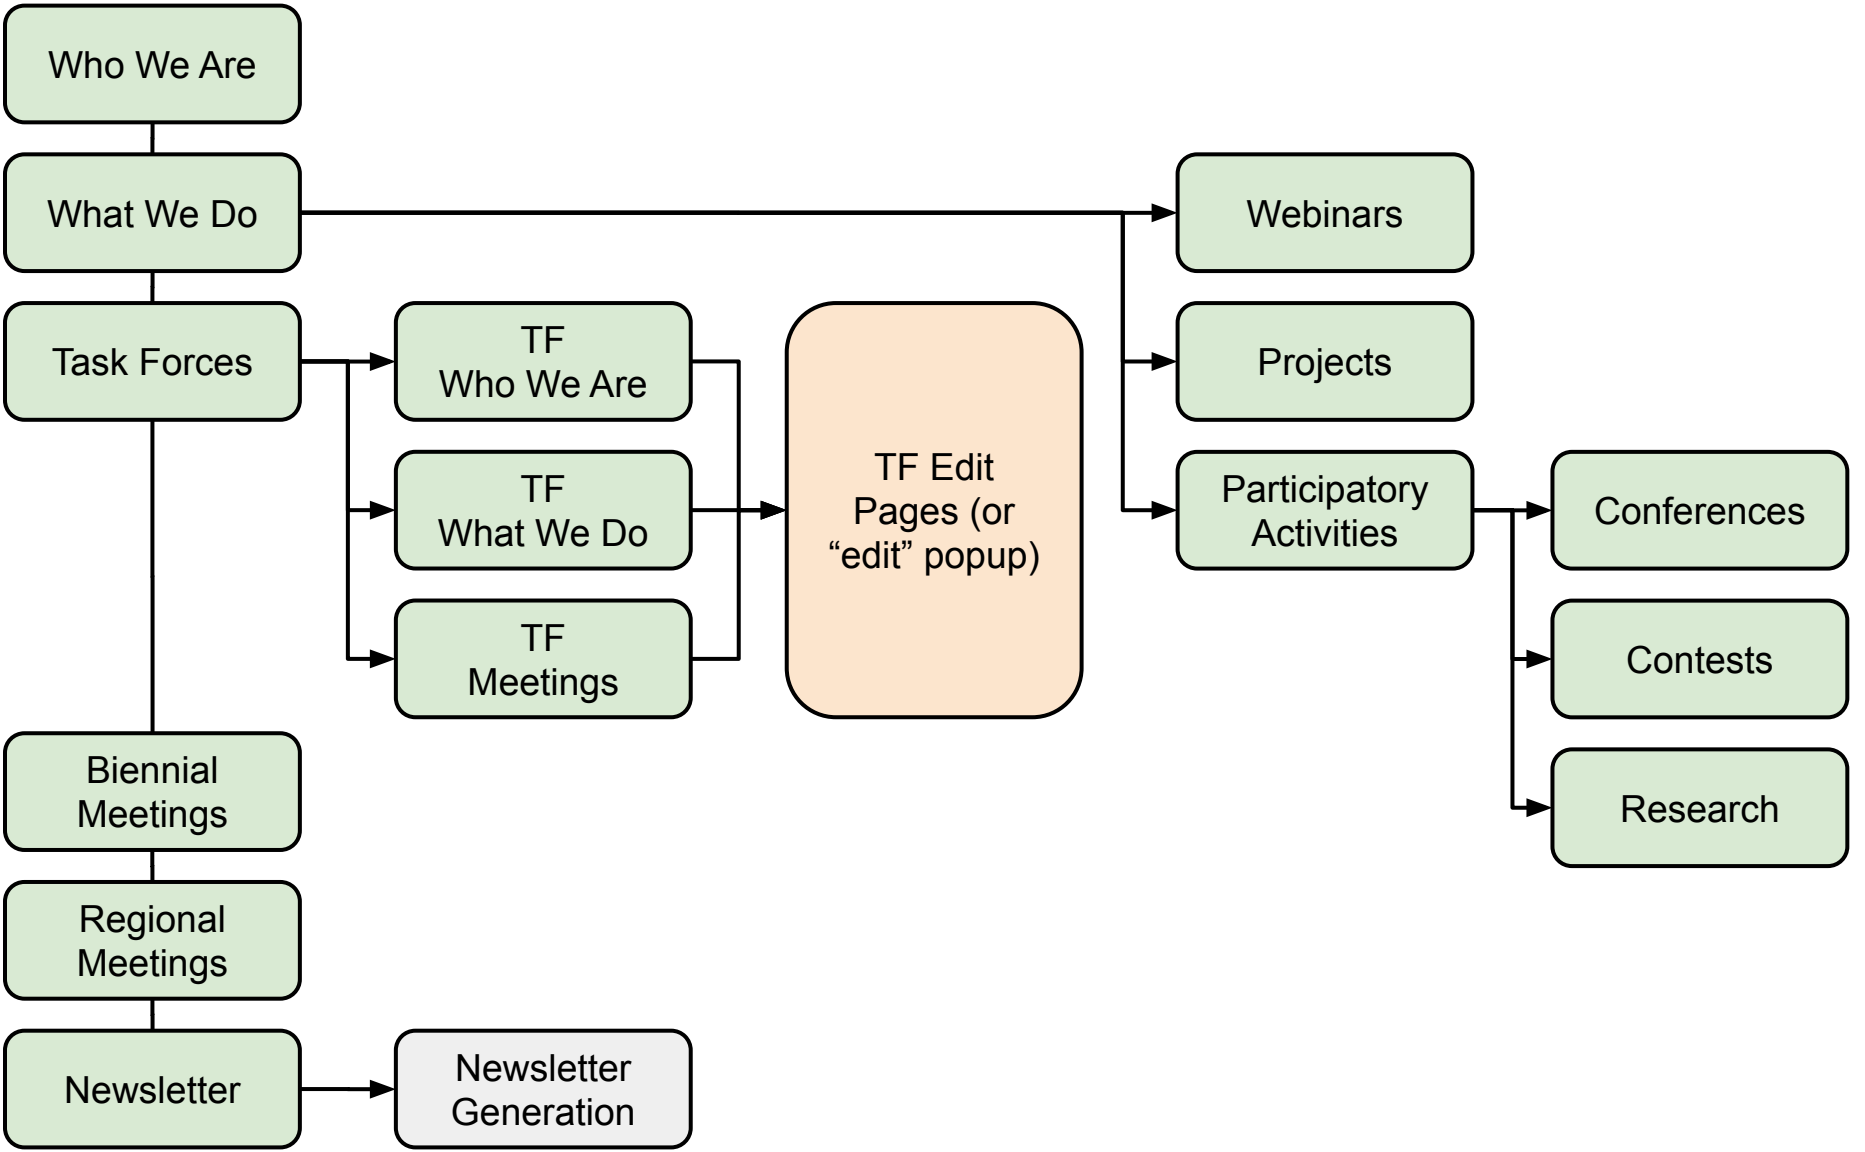 Who We Are
What We Do
Webinars
Task Forces
TF
Who We Are
Projects
TF
What We Do
TF Edit
Pages (or
“edit” popup)
Participatory
Activities
Conferences
TF
Meetings
Contests
Biennial
Meetings
Research
Regional
Meetings
Newsletter
Newsletter
Generation